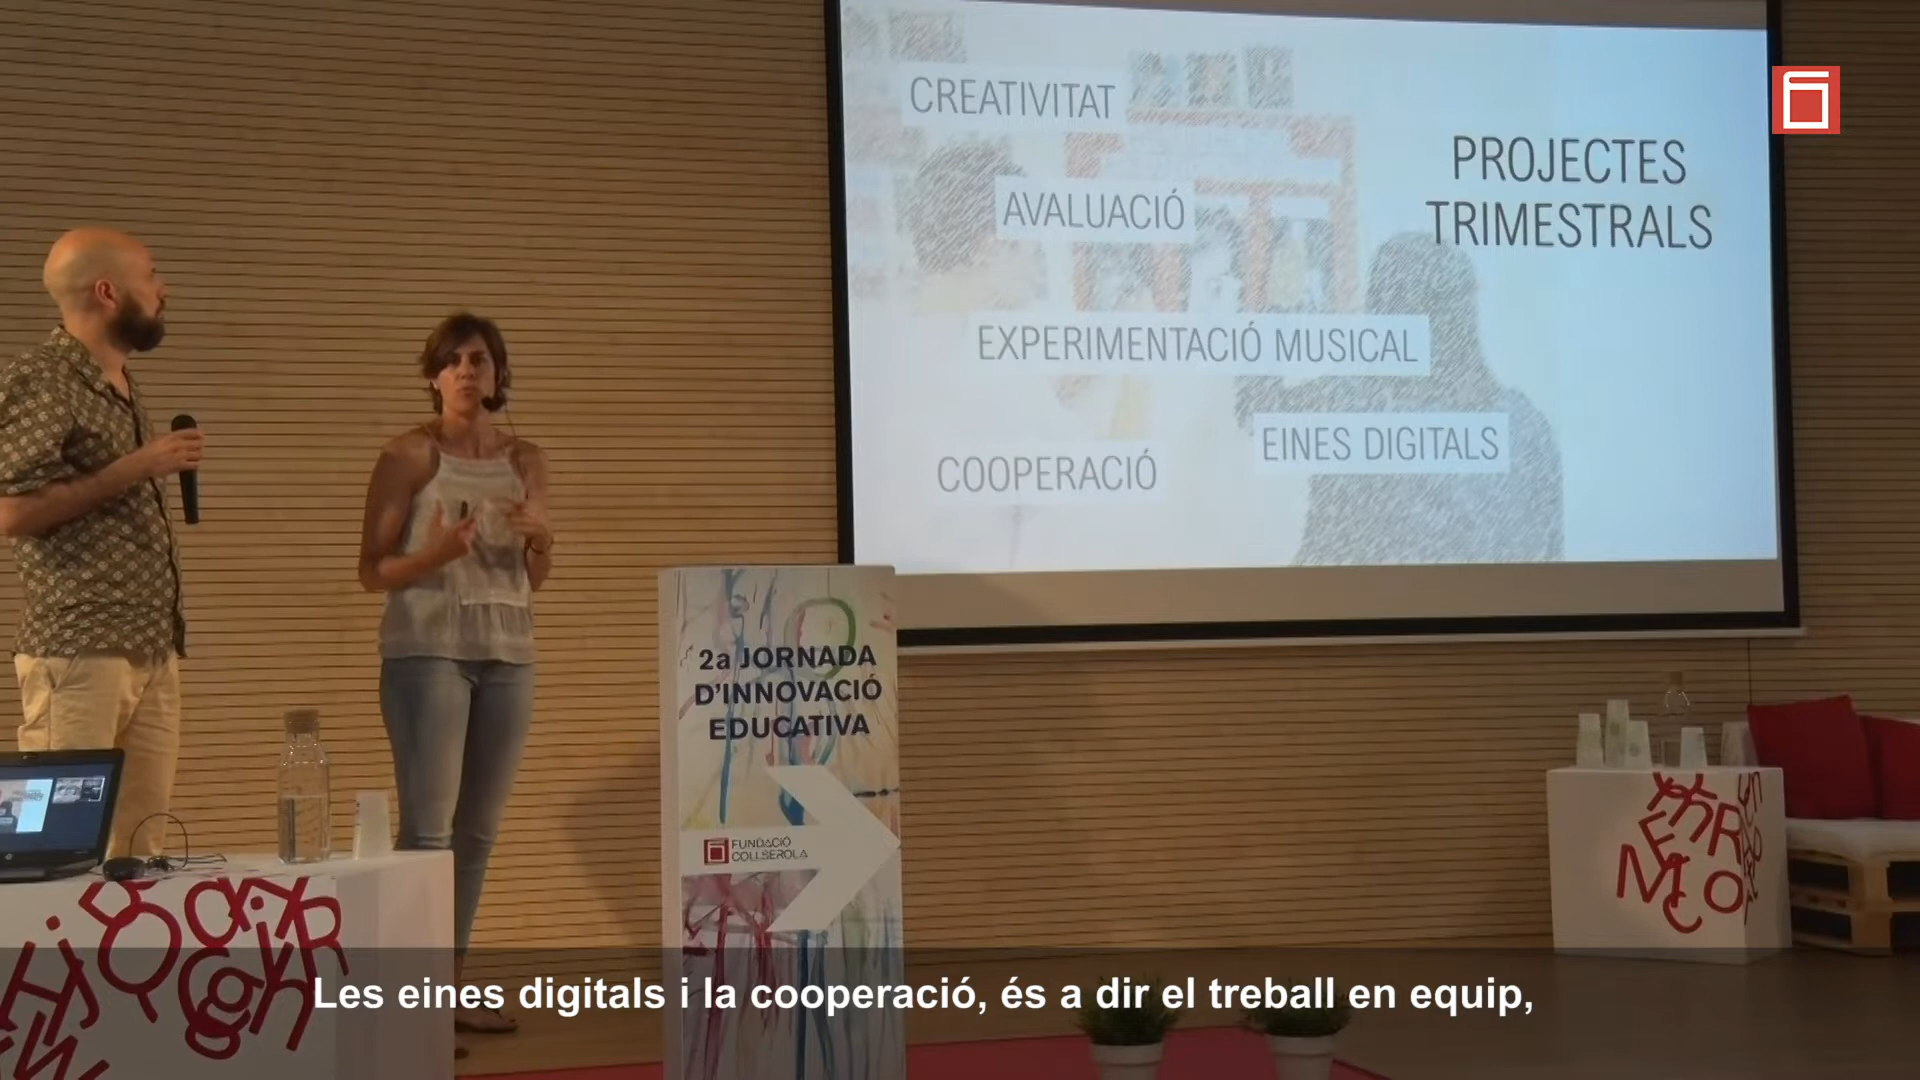 CREATIVITAT
AVALUACIÓ
EXPERIMENTACIÓ MUSICAL
EINES DIGITALS
COOPERACIÓ
PROJECTES
TRIMESTRALS
2a JORNADA
D'INNOVACIÓ
EDUCATIVA
FUNDACIÓ
COLLSEROLA
Les eines digitals i la cooperació, és a dir el treball en equip,